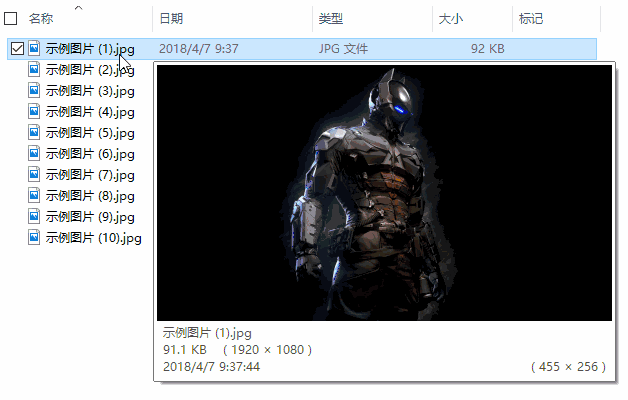 名称 日期 类型 大小 标记
示例图片 (1).jpg 2018/4/7 9:37 JPG 文件 92 KB
示例图片 (2).jpg
示例图片 (3).jpg
示例图片 (4).jpg
示例图片 (5).jpg
示例图片 (6).jpg
示例图片 (7).jpg
示例图片 (8).jpg
示例图片 (9).jpg
示例图片 (10).jpg
示例图片 (1).jpg
91.1 KB ( 1920 × 1080 )
2018/4/7 9:37:44 ( 455 × 256 )